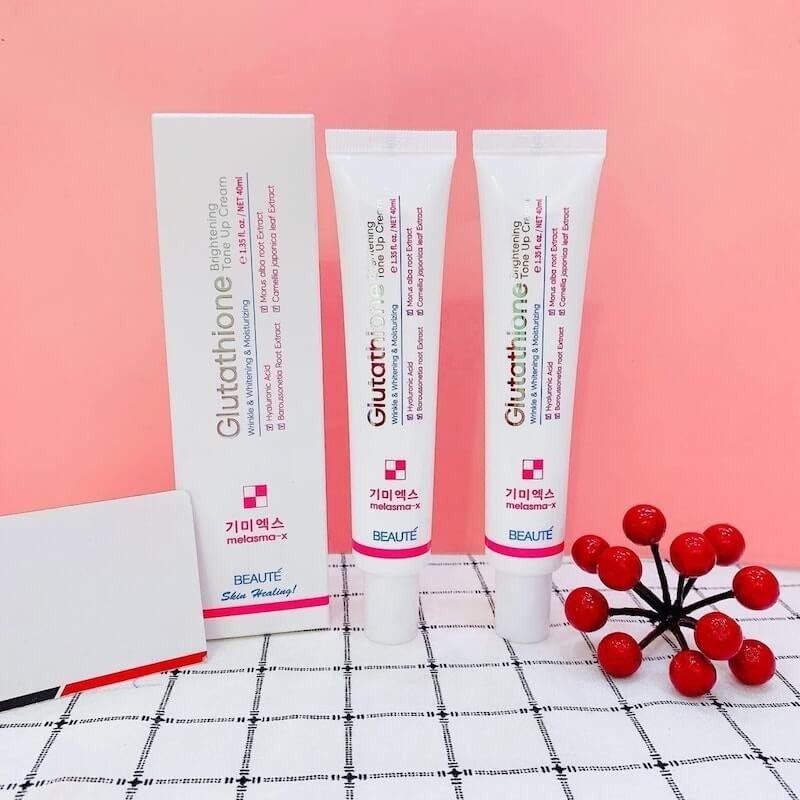 Glutathione
Brightening
Tone Up Cream
Wrinkle & Whitening & Moisturizing
e 1.35 fl. oz. / NET 40ml
Hyaluronic Acid
Baroussonetia Root Extract
Morus alba root Extract
Camellia japonica leaf Extract
기미엑스
melasma-x
BEAUTÉ
Skin Healing!
Glutathione
Brightening
Tone Up Cream
Wrinkle & Whitening & Moisturizing
e 1.35 fl. oz. / NET 40ml
Hyaluronic Acid
Baroussonetia root Extract
Morus alba root Extract
Camellia japonica leaf Extract
기미엑스
melasma-x
BEAUTÉ
Glutathione
Brightening
Tone Up Cream
Wrinkle & Whitening & Moisturizing
e 1.35 fl. oz. / NET 40ml
Hyaluronic Acid
Baroussonetia root Extract
Morus alba root Extract
Camellia japonica leaf Extract
기미엑스
melasma-x
BEAUTÉ